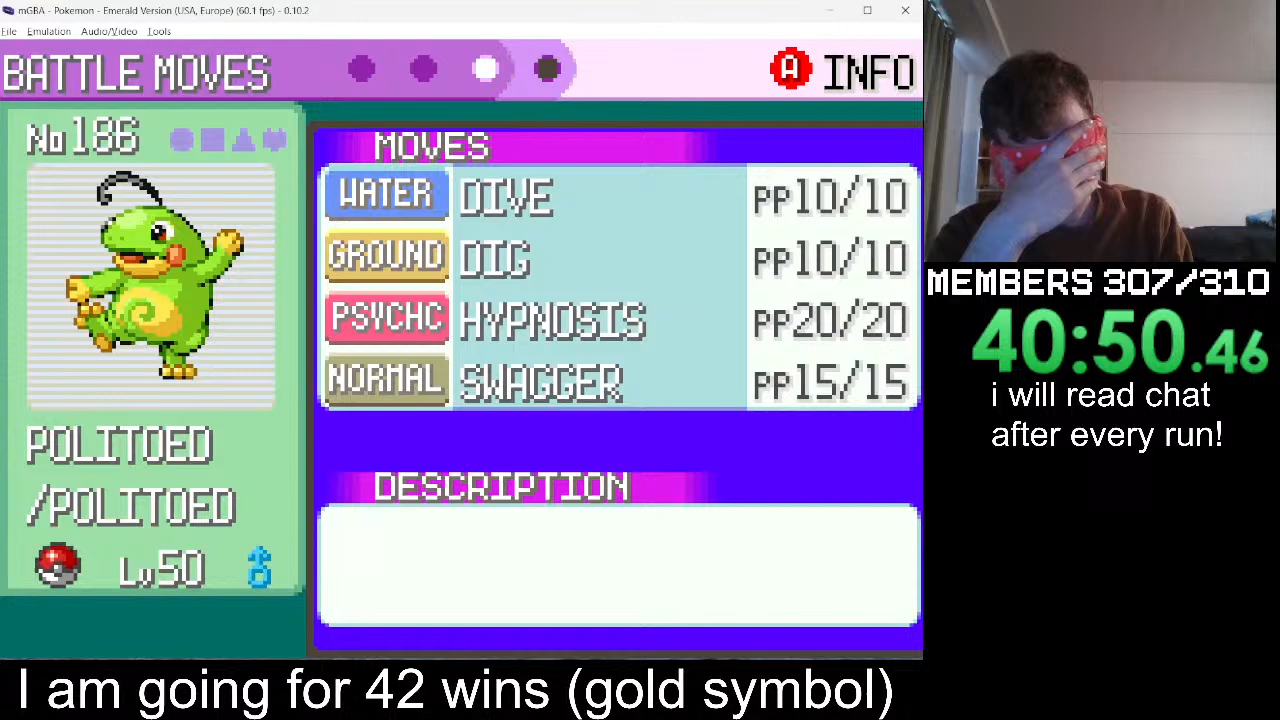 mGBA - Pokemon - Emerald Version (USA, Europe) (60.1 fps) - 0.10.2
File Emulation Audio/Video Tools
BATTLE MOVES
A INFO
No186
MOVES
WATER DIVE PP10/10
GROUND DIG PP10/10
PSYCHC HYPNOSIS PP20/20
NORMAL SWAGGER PP15/15
POLITOED
/POLITOED
Lv50
DESCRIPTION
MEMBERS 307/310
40:50.46
i will read chat
after every run!
I am going for 42 wins (gold symbol)